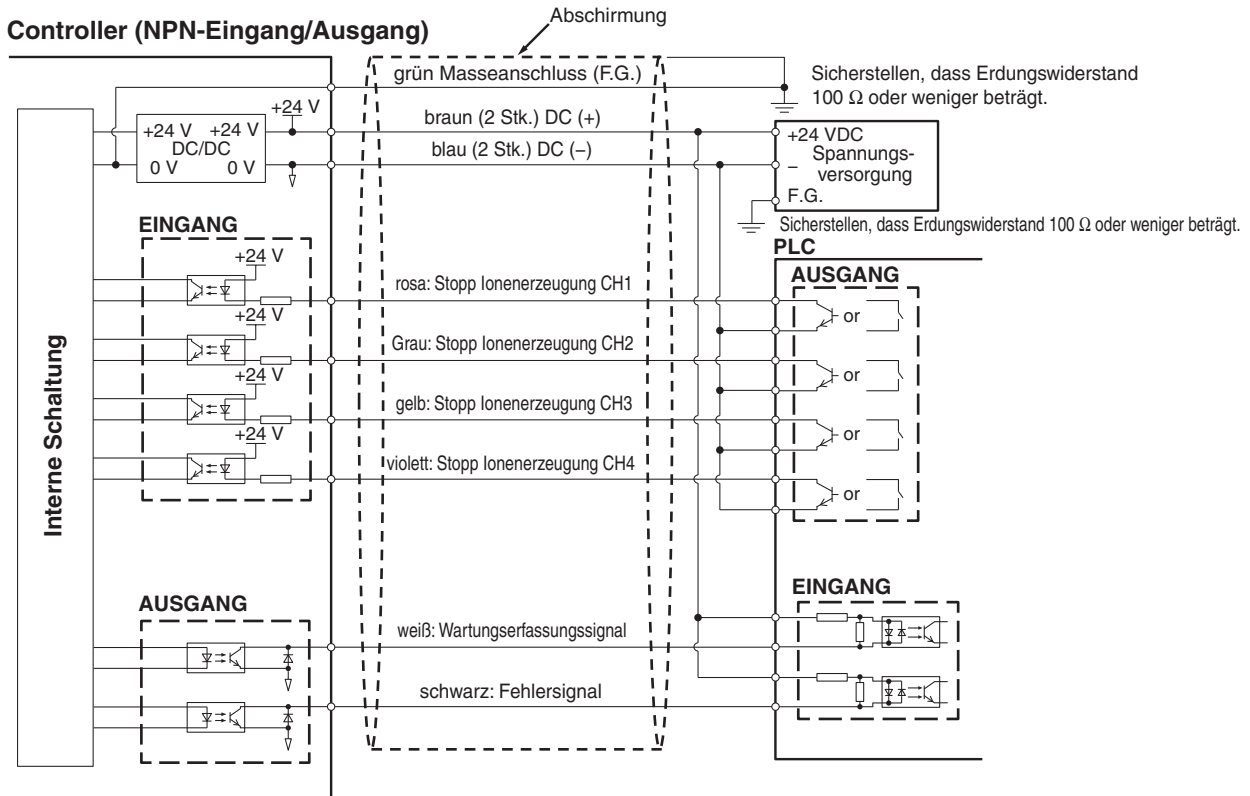 Abschirmung
Controller (NPN-Eingang/Ausgang)
grün Masseanschluss (F.G.)
Sicherstellen, dass Erdungswiderstand
100 Ω oder weniger beträgt.
+24 V
braun (2 Stk.) DC (+)
+24 V +24 V
DC/DC
0 V 0 V
blau (2 Stk.) DC (−)
+24 VDC
Spannungs-
versorgung
−
F.G.
Sicherstellen, dass Erdungswiderstand 100 Ω oder weniger beträgt.
EINGANG
PLC
AUSGANG
+24 V
rosa: Stopp Ionenerzeugung CH1
or
+24 V
Grau: Stopp Ionenerzeugung CH2
or
+24 V
gelb: Stopp Ionenerzeugung CH3
or
+24 V
violett: Stopp Ionenerzeugung CH4
or
Interne Schaltung
AUSGANG
EINGANG
weiß: Wartungserfassungssignal
schwarz: Fehlersignal